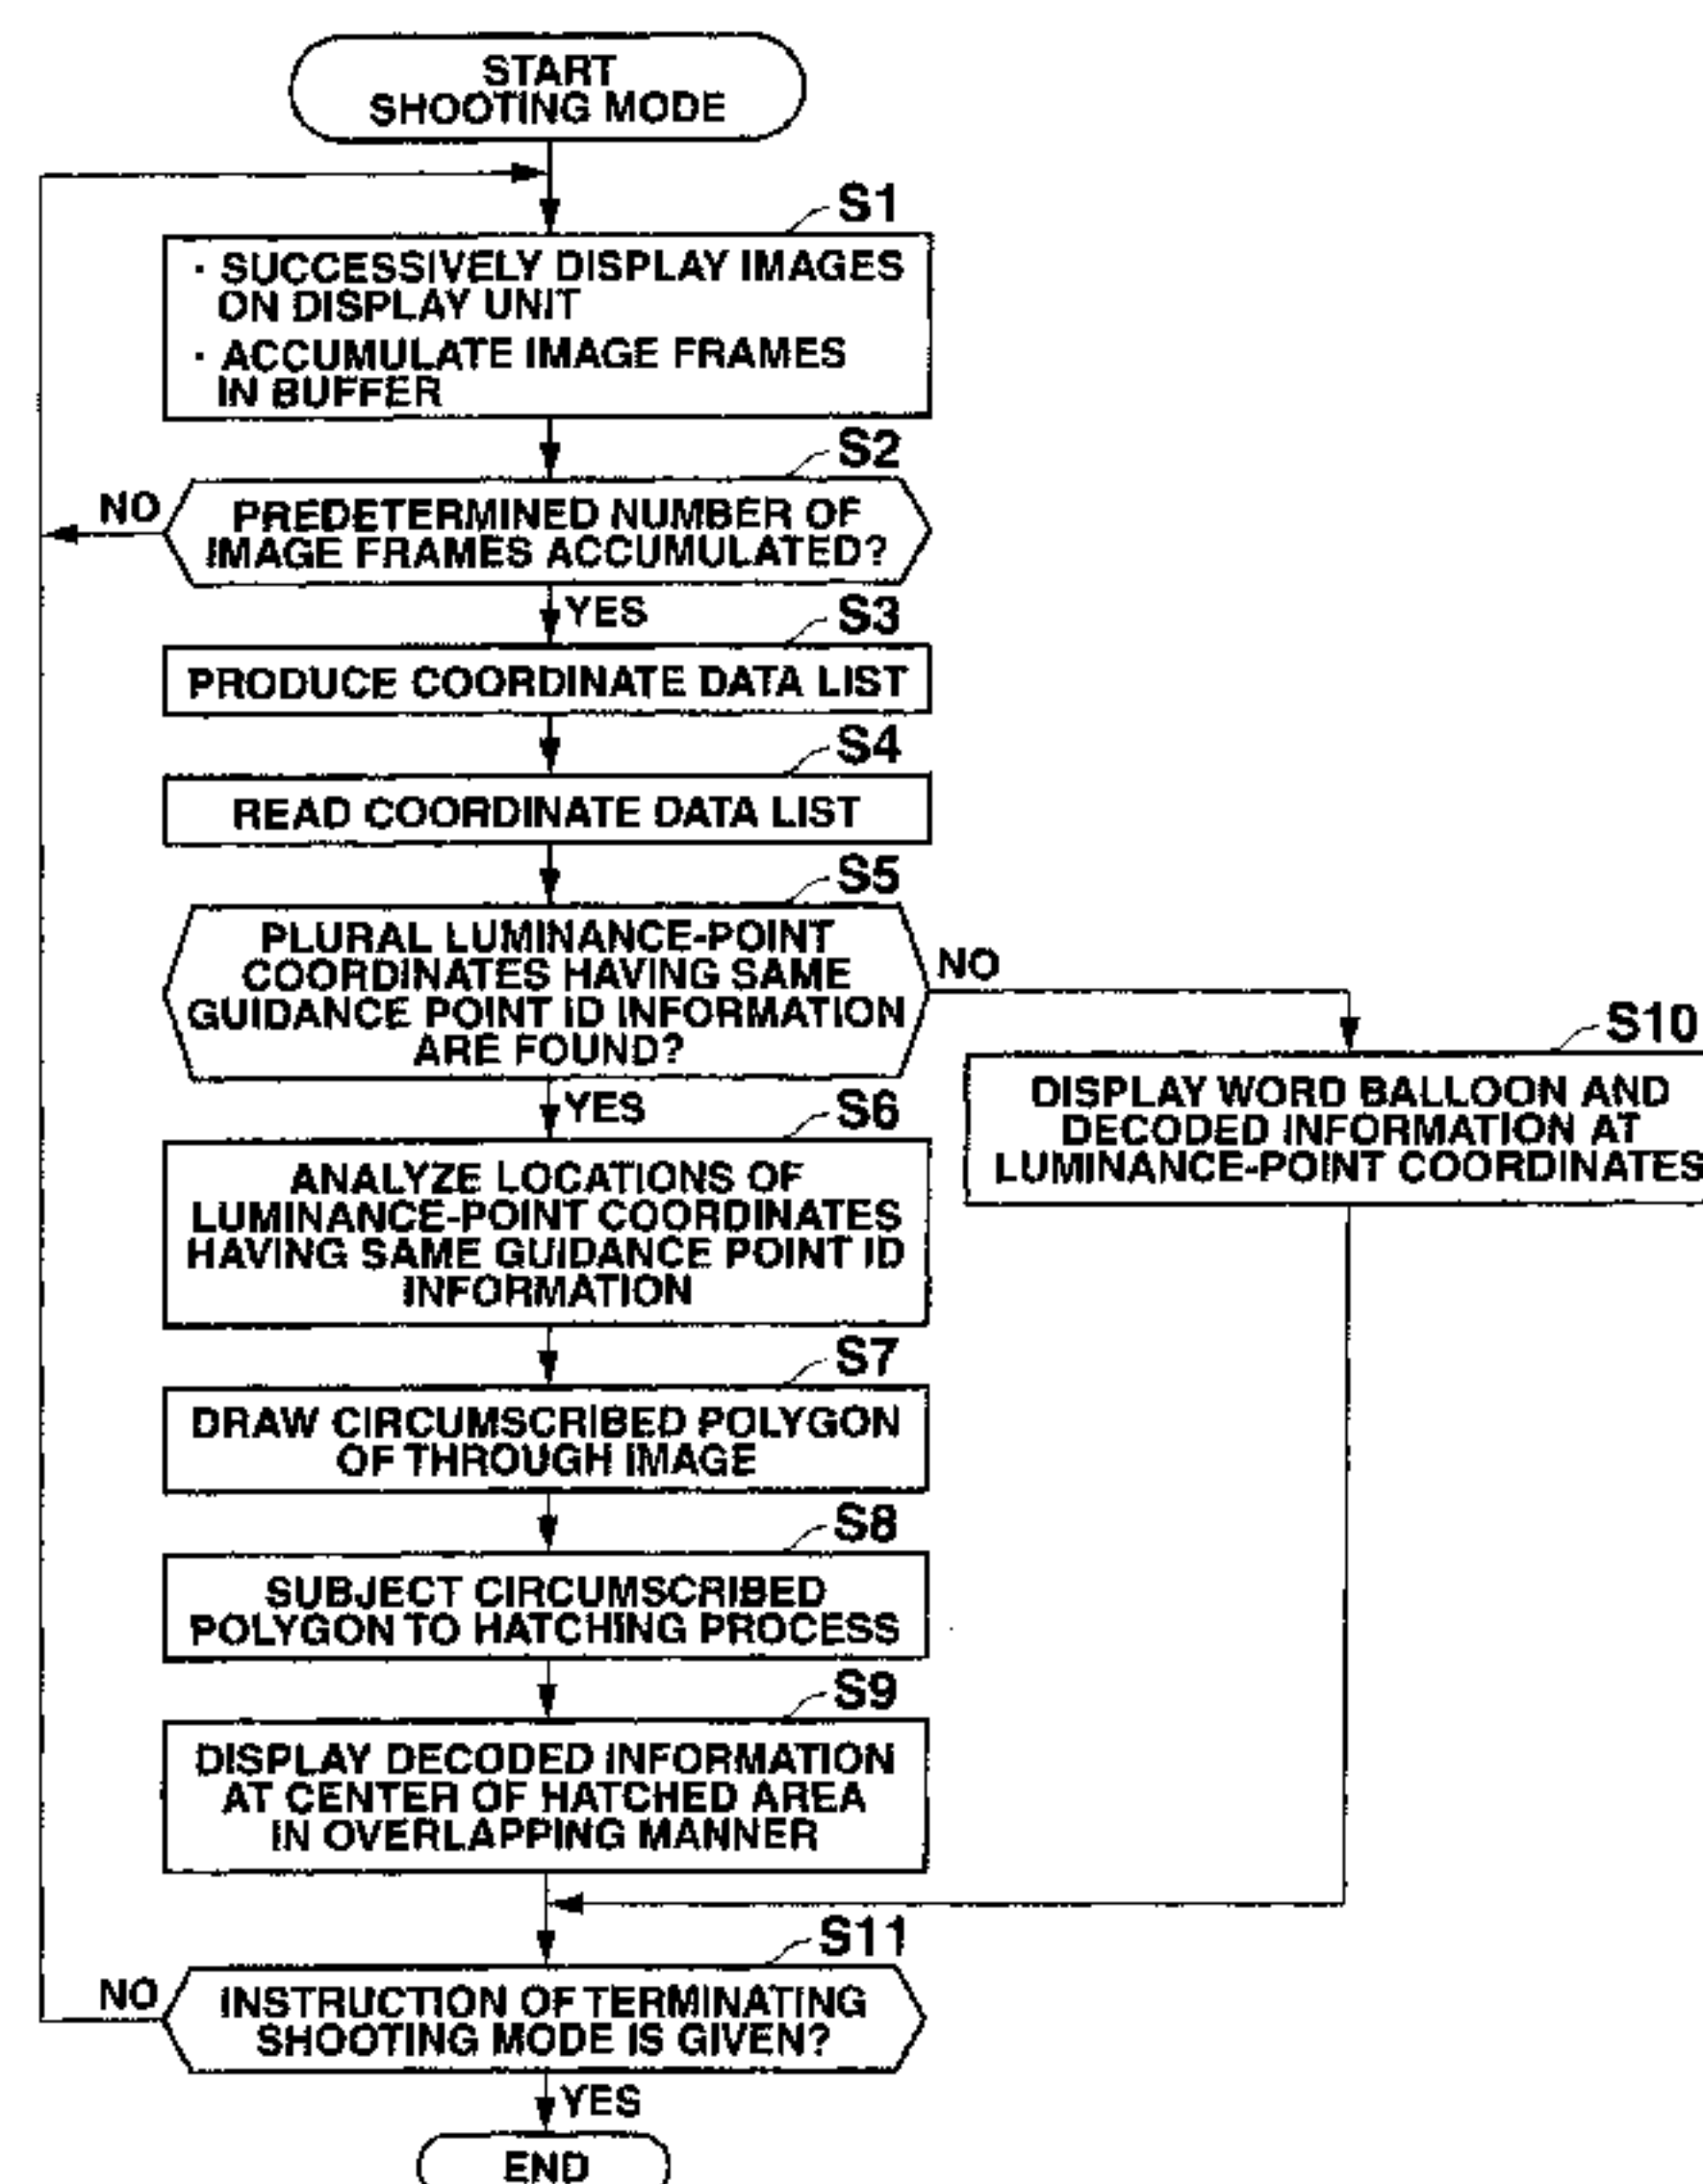 START
SHOOTING MODE
S1
· SUCCESSIVELY DISPLAY IMAGES
ON DISPLAY UNIT
· ACCUMULATE IMAGE FRAMES
IN BUFFER
S2
NO
PREDETERMINED NUMBER OF
IMAGE FRAMES ACCUMULATED?
YES
S3
PRODUCE COORDINATE DATA LIST
S4
READ COORDINATE DATA LIST
S5
PLURAL LUMINANCE-POINT
COORDINATES HAVING SAME
GUIDANCE POINT ID INFORMATION
ARE FOUND?
NO
S10
DISPLAY WORD BALLOON AND
DECODED INFORMATION AT
LUMINANCE-POINT COORDINATES
YES
S6
ANALYZE LOCATIONS OF
LUMINANCE-POINT COORDINATES
HAVING SAME GUIDANCE POINT ID
INFORMATION
S7
DRAW CIRCUMSCRIBED POLYGON
OF THROUGH IMAGE
S8
SUBJECT CIRCUMSCRIBED
POLYGON TO HATCHING PROCESS
S9
DISPLAY DECODED INFORMATION
AT CENTER OF HATCHED AREA
IN OVERLAPPING MANNER
S11
NO
INSTRUCTION OF TERMINATING
SHOOTING MODE IS GIVEN?
YES
END